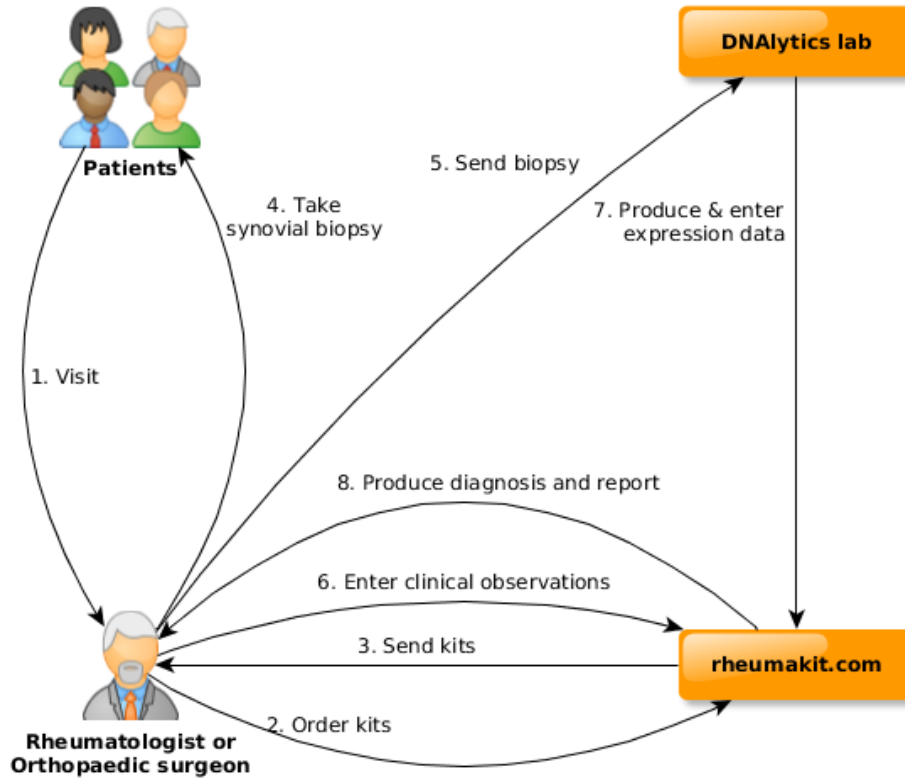 DNAlytics lab
Patients
5. Send biopsy
4. Take
synovial biopsy
7. Produce & enter
expression data
1. Visit
8. Produce diagnosis and report
6. Enter clinical observations
3. Send kits
rheumakit.com
2. Order kits
Rheumatologist or
Orthopaedic surgeon